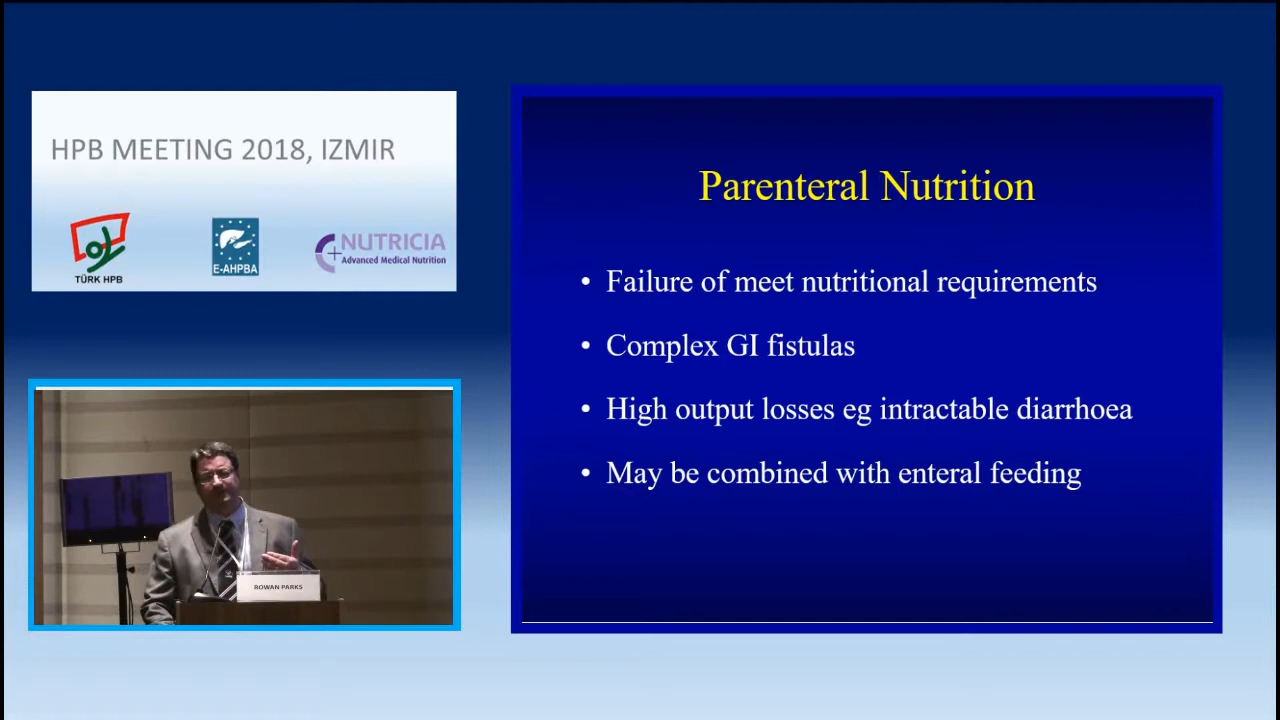 HPB MEETING 2018, IZMIR
TÜRK HPB
E-AHPBA
NUTRICIA
Advanced Medical Nutrition
ROWAN PARKS
Parenteral Nutrition
• Failure of meet nutritional requirements
• Complex GI fistulas
• High output losses eg intractable diarrhoea
• May be combined with enteral feeding